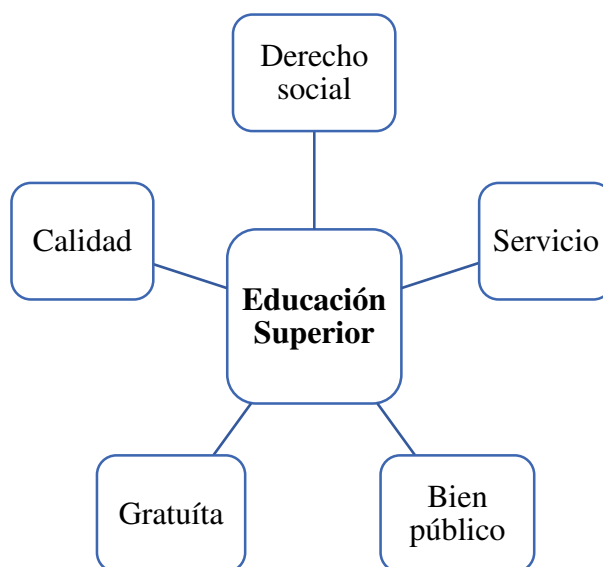 Derecho
social
Calidad
Servicio
Educación
Superior
Gratuíta
Bien
público